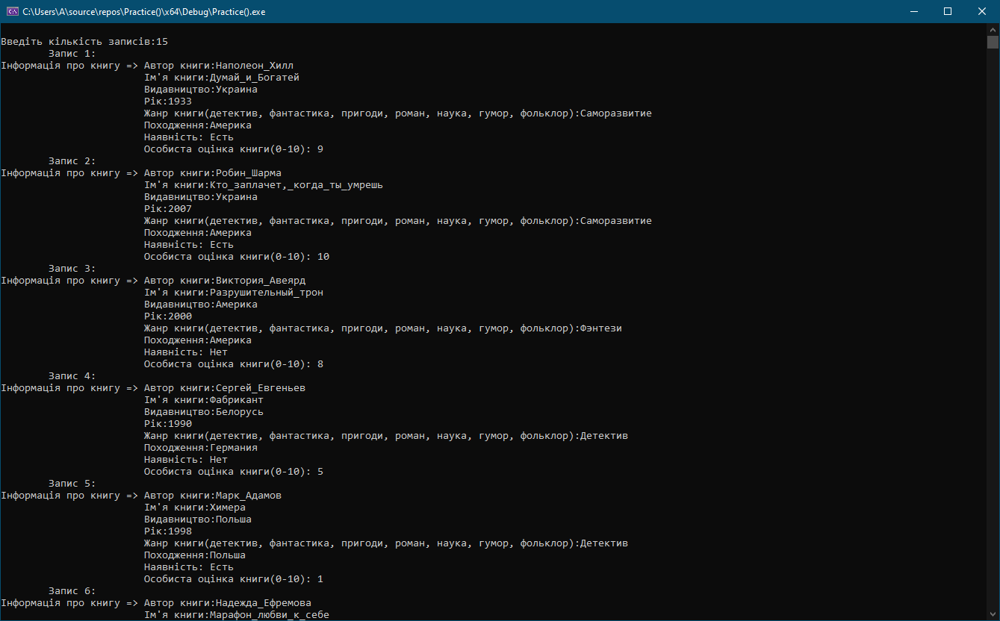 C:\Users\A\source\repos\Practice()\x64\Debug\Practice().exe
Введіть кількість записів:15
Запис 1:
Інформація про книгу => Автор книги:Наполеон_Хилл
Ім'я книги:Думай_и_Богатей
Видавництво:Украина
Рік:1933
Жанр книги(детектив, фантастика, пригоди, роман, наука, гумор, фольклор):Саморазвитие
Походження:Америка
Наявність: Есть
Особиста оцінка книги(0-10): 9
Запис 2:
Інформація про книгу => Автор книги:Робин_Шарма
Ім'я книги:Кто_заплачет,_когда_ты_умрешь
Видавництво:Украина
Рік:2007
Жанр книги(детектив, фантастика, пригоди, роман, наука, гумор, фольклор):Саморазвитие
Походження:Америка
Наявність: Есть
Особиста оцінка книги(0-10): 10
Запис 3:
Інформація про книгу => Автор книги:Виктория_Авеярд
Ім'я книги:Разрушительный_трон
Видавництво:Америка
Рік:2000
Жанр книги(детектив, фантастика, пригоди, роман, наука, гумор, фольклор):Фэнтези
Походження:Америка
Наявність: Нет
Особиста оцінка книги(0-10): 8
Запис 4:
Інформація про книгу => Автор книги:Сергей_Евгеньев
Ім'я книги:Фабрикант
Видавництво:Белорусь
Рік:1990
Жанр книги(детектив, фантастика, пригоди, роман, наука, гумор, фольклор):Детектив
Походження:Германия
Наявність: Нет
Особиста оцінка книги(0-10): 5
Запис 5:
Інформація про книгу => Автор книги:Марк_Адамов
Ім'я книги:Химера
Видавництво:Польша
Рік:1998
Жанр книги(детектив, фантастика, пригоди, роман, наука, гумор, фольклор):Детектив
Походження:Польша
Наявність: Есть
Особиста оцінка книги(0-10): 1
Запис 6:
Інформація про книгу => Автор книги:Надежда_Ефремова
Ім'я книги:Марафон_любви_к_себе